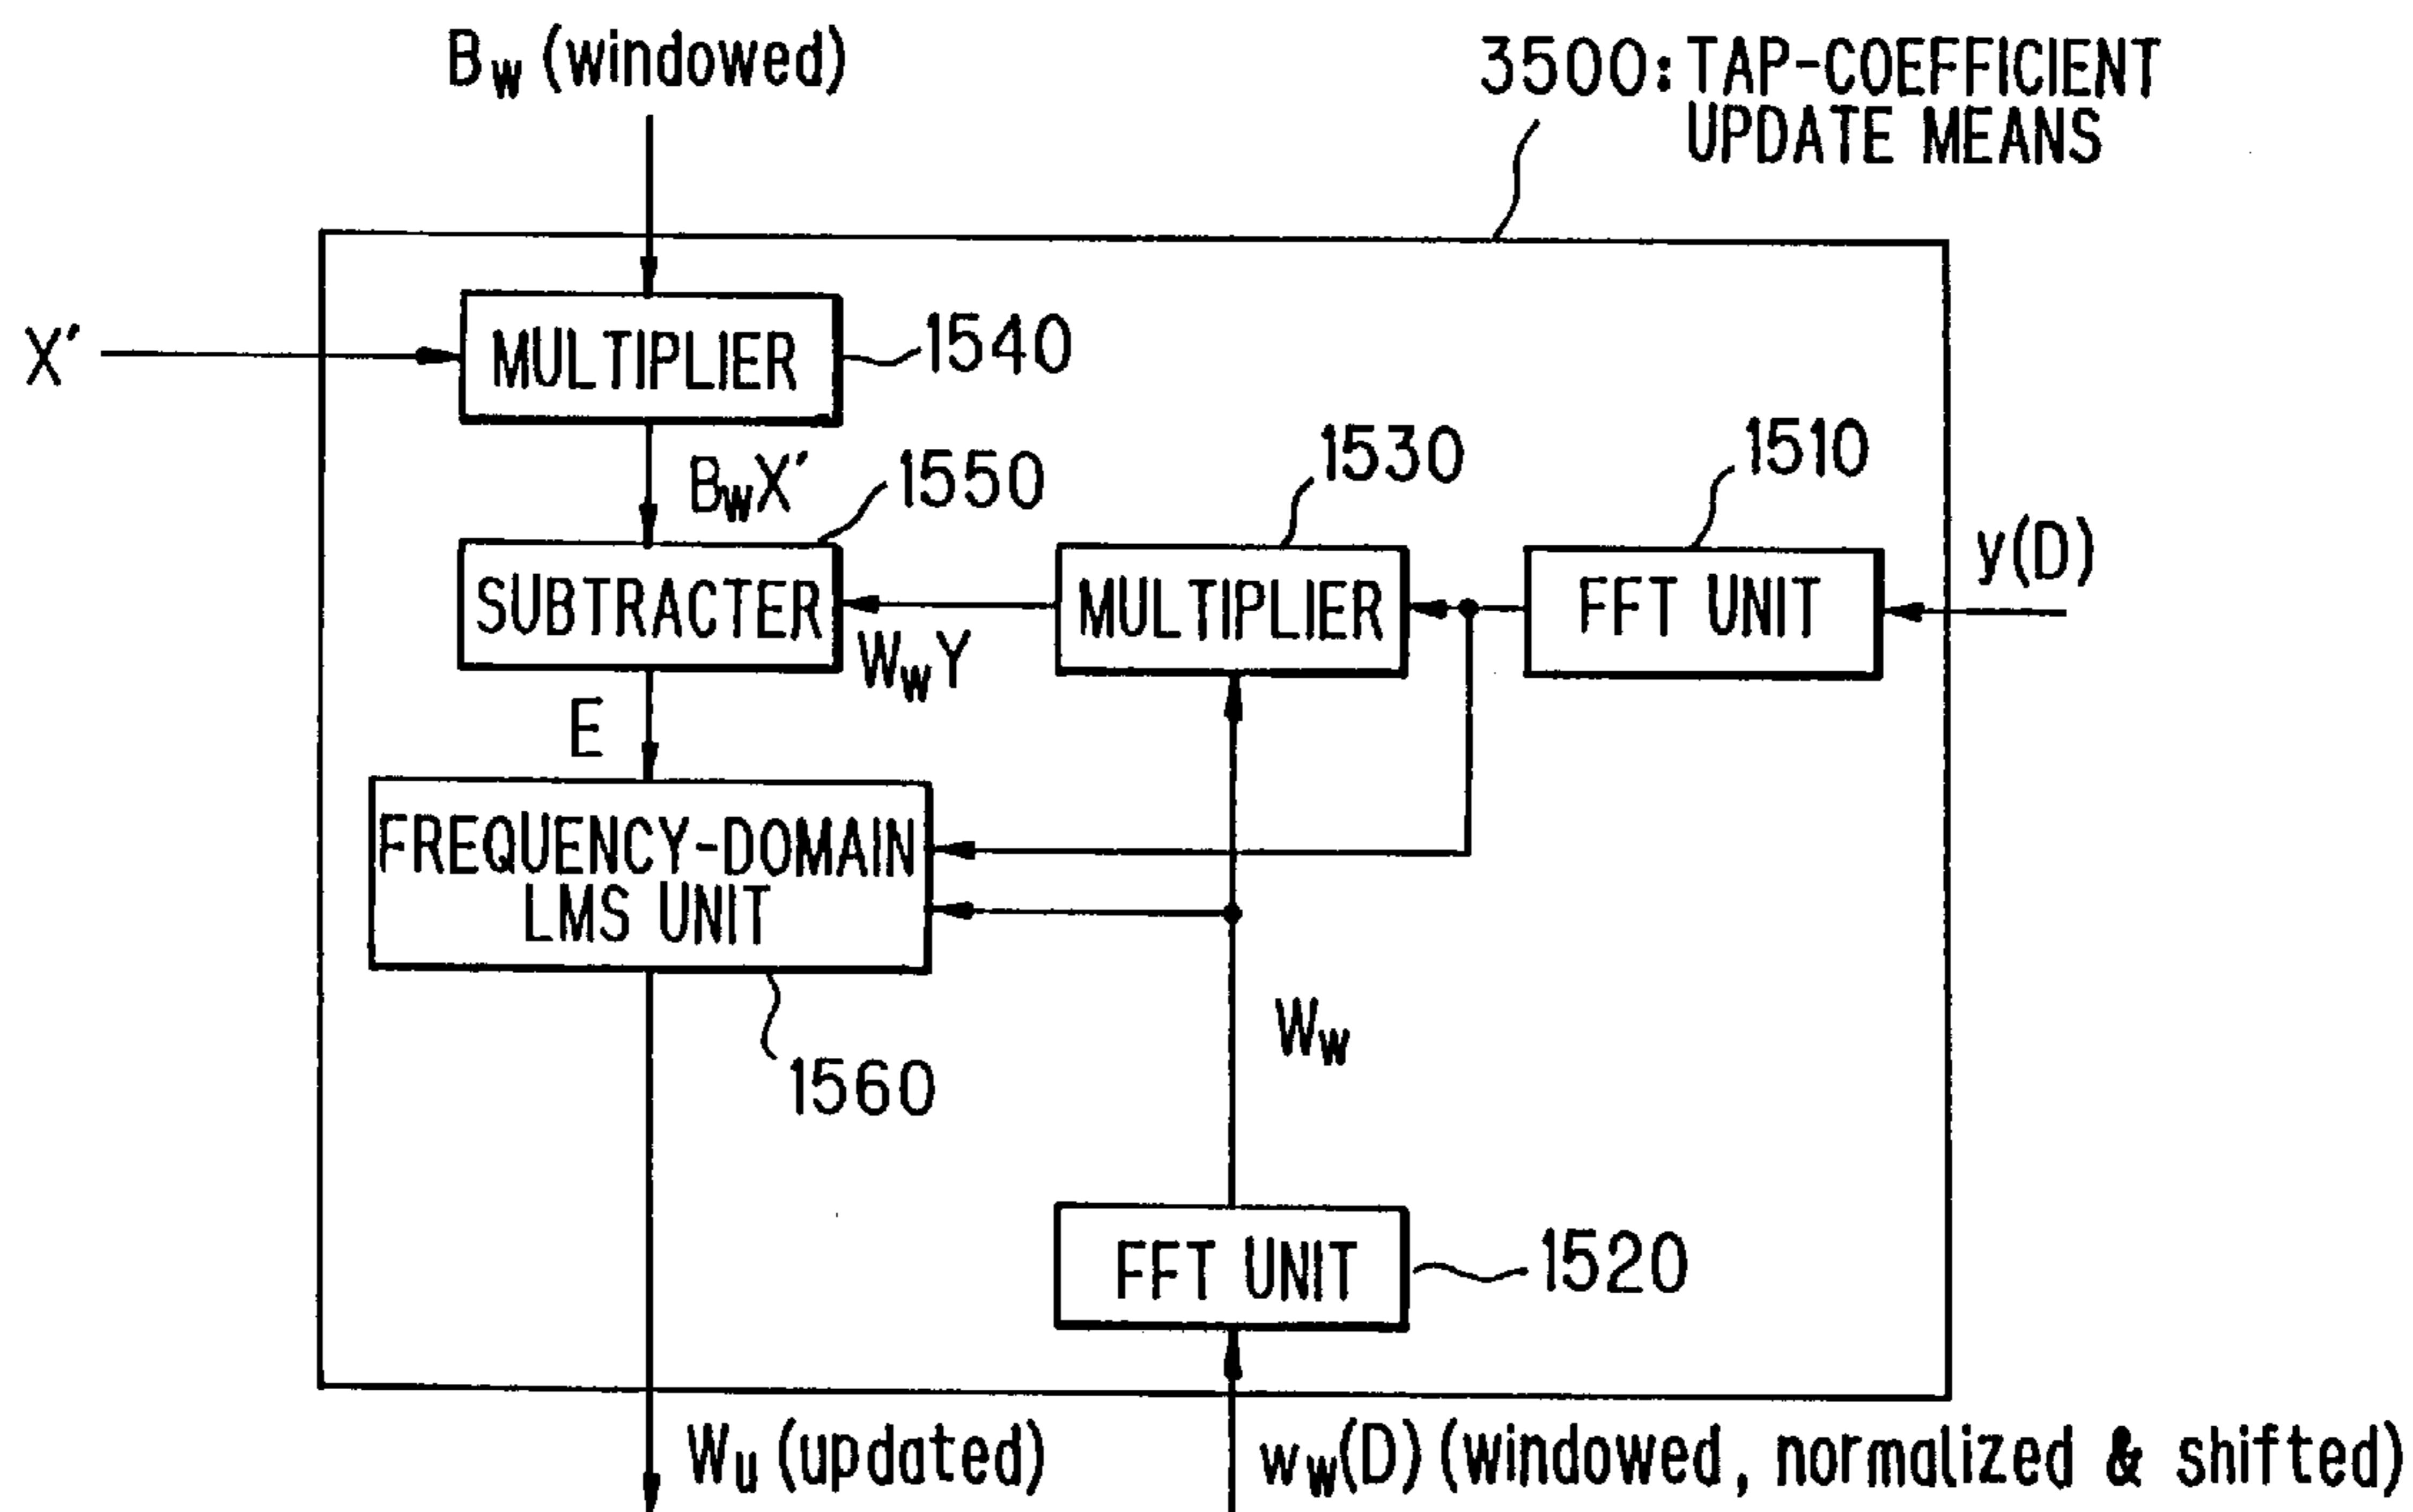 Bw (windowed)
3500: TAP-COEFFICIENT
UPDATE MEANS
X'
MULTIPLIER
1540
BwX'
1550
1530
1510
y(D)
SUBTRACTER
MULTIPLIER
FFT UNIT
WwY
E
FREQUENCY-DOMAIN
LMS UNIT
Ww
1560
FFT UNIT
1520
Wu (updated)
ww(D) (windowed, normalized & shifted)